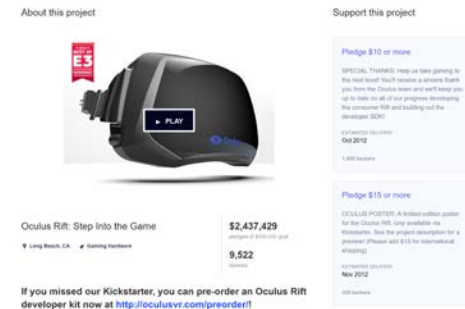 About this project
Support this project
BEST OF
E3
▶ PLAY
Oculus Rift: Step Into the Game
Long Beach, CA
Gaming Hardware
$2,437,429
pledged of $250,000 goal
9,522
backers
If you missed our Kickstarter, you can pre-order an Oculus Rift
developer kit now at http://oculusvr.com/preorder/!
Pledge $10 or more
SPECIAL THANKS: Help us take gaming to
the next level! You'll receive a sincere thank
you from the Oculus team and we'll keep you
up to date on all of our progress developing
the consumer Rift and building out the
developer SDK!
ESTIMATED DELIVERY
Oct 2012
Pledge $15 or more
OCULUS POSTER: A limited-edition poster
for the Oculus Rift, only available via
Kickstarter. See the project description for a
preview! (Please add $15 for international
shipping)
ESTIMATED DELIVERY
Nov 2012